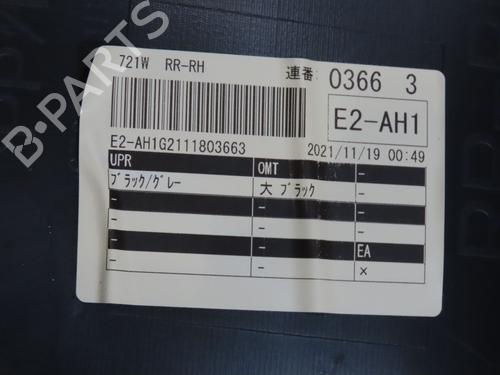 721W RR-RH
連番: 0366 3
E2-AH1
E2-AH1G2111803663
2021/11/19 00:49
UPR OMT -
ブラック/グレー 大 ブラック -
- - -
- - -
- - EA
- - ×
B-PARTS